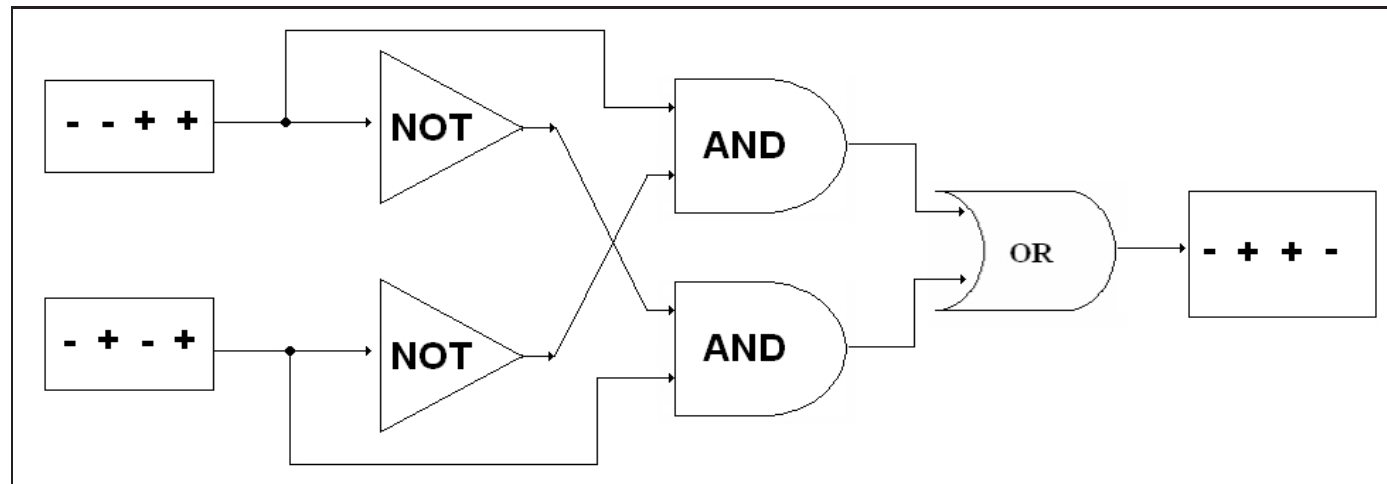 - - + +
NOT
AND
OR
- + + -
- + - +
NOT
AND